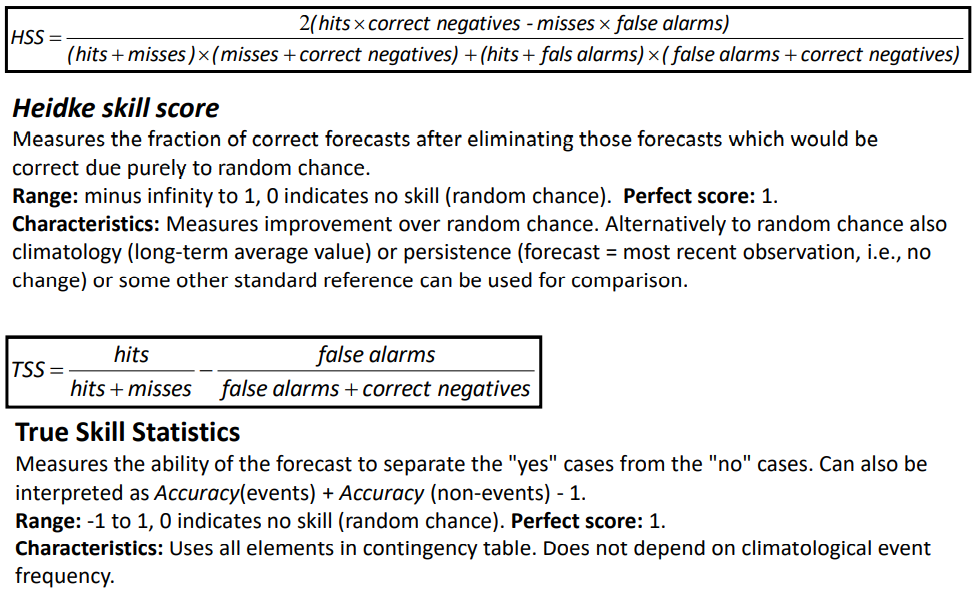 HSS = 2(hits × correct negatives - misses × false alarms) / (hits + misses) × (misses + correct negatives) + (hits + fals alarms) × (false alarms + correct negatives)
Heidke skill score
Measures the fraction of correct forecasts after eliminating those forecasts which would be
correct due purely to random chance.
Range: minus infinity to 1, 0 indicates no skill (random chance). Perfect score: 1.
Characteristics: Measures improvement over random chance. Alternatively to random chance also
climatology (long-term average value) or persistence (forecast = most recent observation, i.e., no
change) or some other standard reference can be used for comparison.
TSS = hits / hits + misses − false alarms / false alarms + correct negatives
True Skill Statistics
Measures the ability of the forecast to separate the "yes" cases from the "no" cases. Can also be
interpreted as Accuracy(events) + Accuracy (non-events) - 1.
Range: -1 to 1, 0 indicates no skill (random chance). Perfect score: 1.
Characteristics: Uses all elements in contingency table. Does not depend on climatological event
frequency.